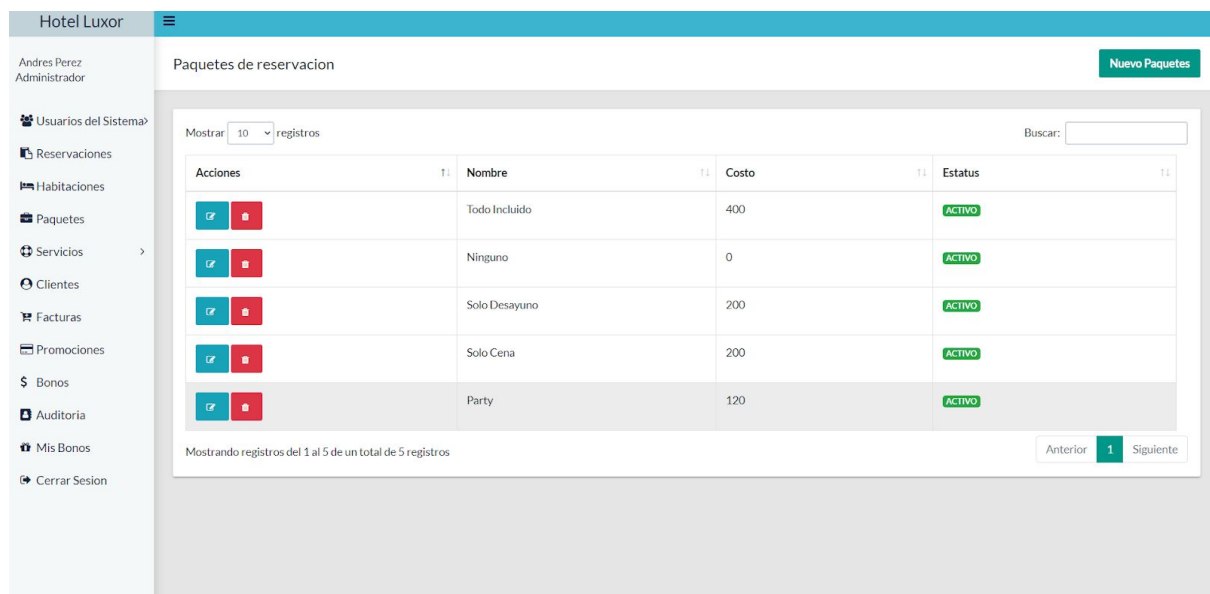 Hotel Luxor
Andres Perez
Administrador
Usuarios del Sistema
Reservaciones
Habitaciones
Paquetes
Servicios
Clientes
Facturas
Promociones
$ Bonos
Auditoria
Mis Bonos
Cerrar Sesion
Paquetes de reservacion
Nuevo Paquetes
Mostrar 10 registros
Buscar:
Acciones Nombre Costo Estatus
Todo Incluido 400 ACTIVO
Ninguno 0 ACTIVO
Solo Desayuno 200 ACTIVO
Solo Cena 200 ACTIVO
Party 120 ACTIVO
Mostrando registros del 1 al 5 de un total de 5 registros
Anterior 1 Siguiente